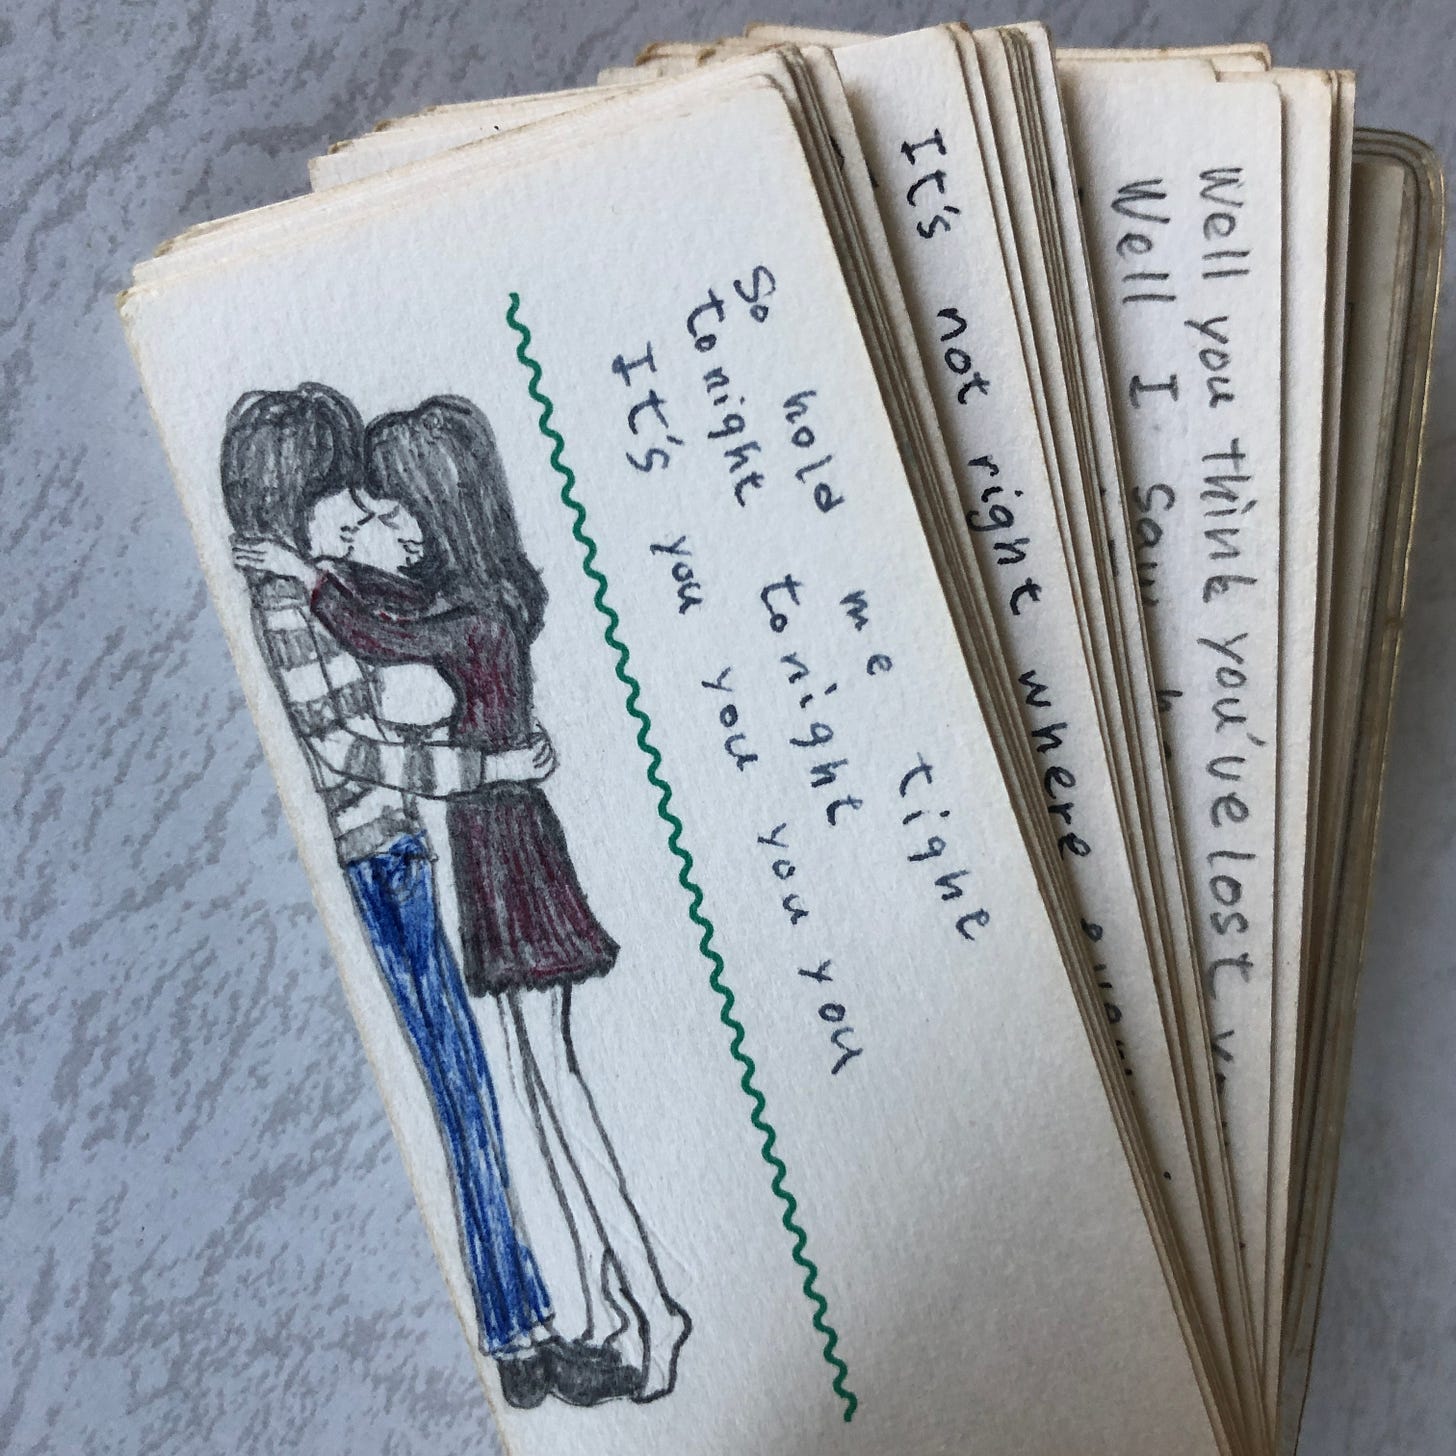 So hold me tight
tonight tonight
It's you you you you
It's not right where
Well you think you've lost
Well I